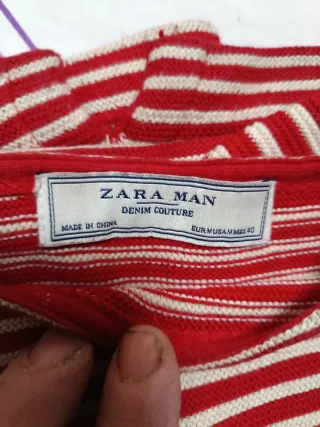 ZARA MAN
DENIM COUTURE
MADE IN CHINA
EUR M USA M MEX 40